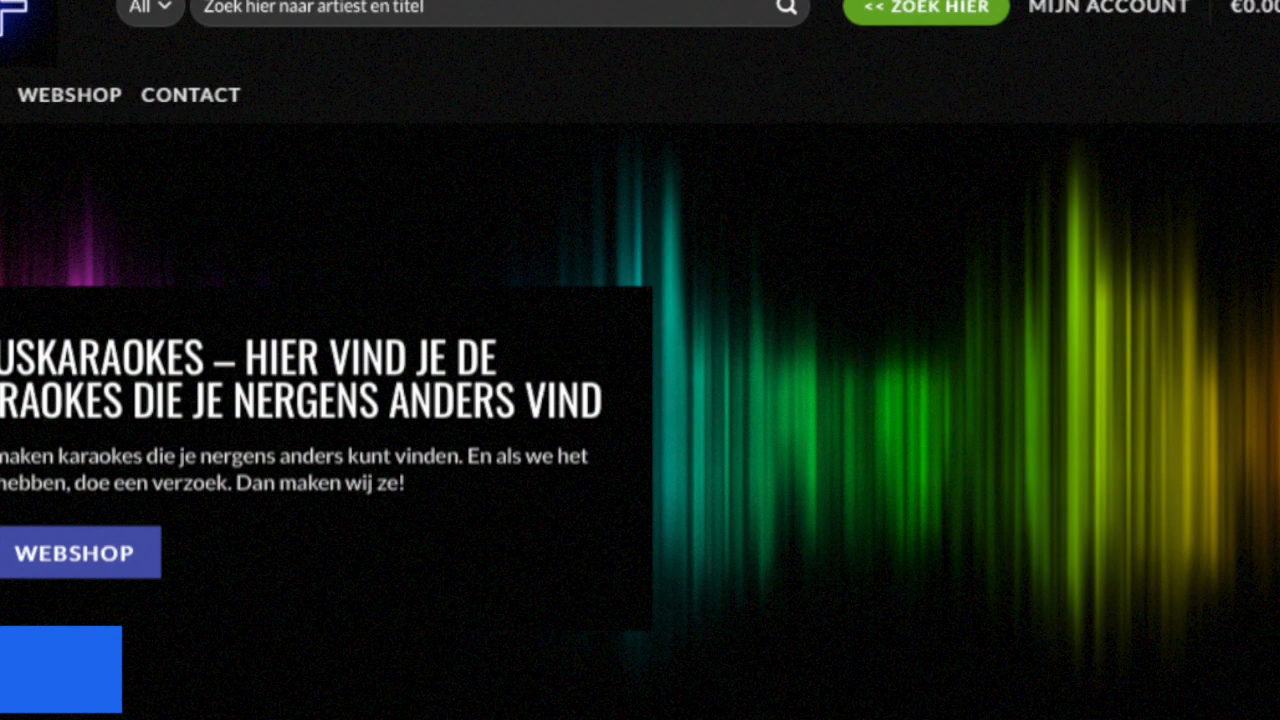 All
Zoek hier naar artiest en titel
<< ZOEK HIER
MIJN ACCOUNT
€0.00
WEBSHOP CONTACT
USKARAOKES – HIER VIND JE DE
RAOKES DIE JE NERGENS ANDERS VIND
maken karaokes die je nergens anders kunt vinden. En als we het
hebben, doe een verzoek. Dan maken wij ze!
WEBSHOP